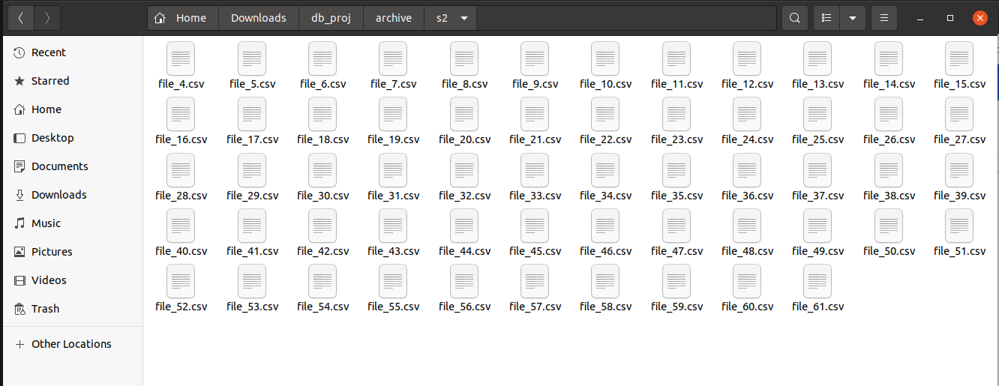 Home Downloads db_proj archive s2
Recent
Starred
Home
Desktop
Documents
Downloads
Music
Pictures
Videos
Trash
Other Locations
file_4.csv file_5.csv file_6.csv file_7.csv file_8.csv file_9.csv file_10.csv file_11.csv file_12.csv file_13.csv file_14.csv file_15.csv
file_16.csv file_17.csv file_18.csv file_19.csv file_20.csv file_21.csv file_22.csv file_23.csv file_24.csv file_25.csv file_26.csv file_27.csv
file_28.csv file_29.csv file_30.csv file_31.csv file_32.csv file_33.csv file_34.csv file_35.csv file_36.csv file_37.csv file_38.csv file_39.csv
file_40.csv file_41.csv file_42.csv file_43.csv file_44.csv file_45.csv file_46.csv file_47.csv file_48.csv file_49.csv file_50.csv file_51.csv
file_52.csv file_53.csv file_54.csv file_55.csv file_56.csv file_57.csv file_58.csv file_59.csv file_60.csv file_61.csv